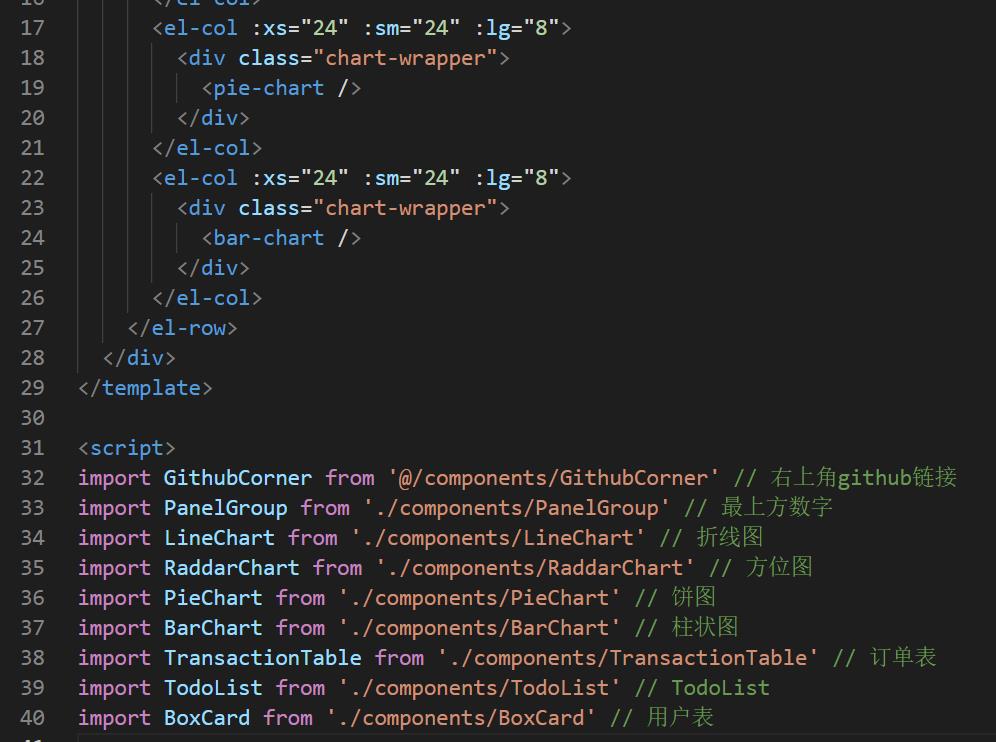 16 </el-col>
17 <el-col :xs="24" :sm="24" :lg="8">
18 <div class="chart-wrapper">
19 <pie-chart />
20 </div>
21 </el-col>
22 <el-col :xs="24" :sm="24" :lg="8">
23 <div class="chart-wrapper">
24 <bar-chart />
25 </div>
26 </el-col>
27 </el-row>
28 </div>
29 </template>
30
31 <script>
32 import GithubCorner from '@/components/GithubCorner' // 右上角github链接
33 import PanelGroup from './components/PanelGroup' // 最上方数字
34 import LineChart from './components/LineChart' // 折线图
35 import RaddarChart from './components/RaddarChart' // 方位图
36 import PieChart from './components/PieChart' // 饼图
37 import BarChart from './components/BarChart' // 柱状图
38 import TransactionTable from './components/TransactionTable' // 订单表
39 import TodoList from './components/TodoList' // TodoList
40 import BoxCard from './components/BoxCard' // 用户表
41